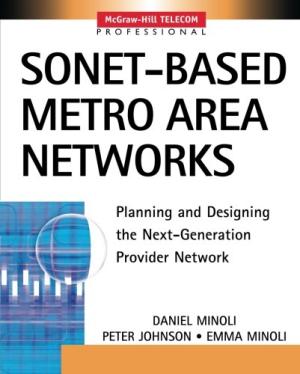 McGraw-Hill TELECOM
PROFESSIONAL
SONET-BASED
METRO AREA
NETWORKS
Planning and Designing
the Next-Generation
Provider Network
DANIEL MINOLI
PETER JOHNSON • EMMA MINOLI